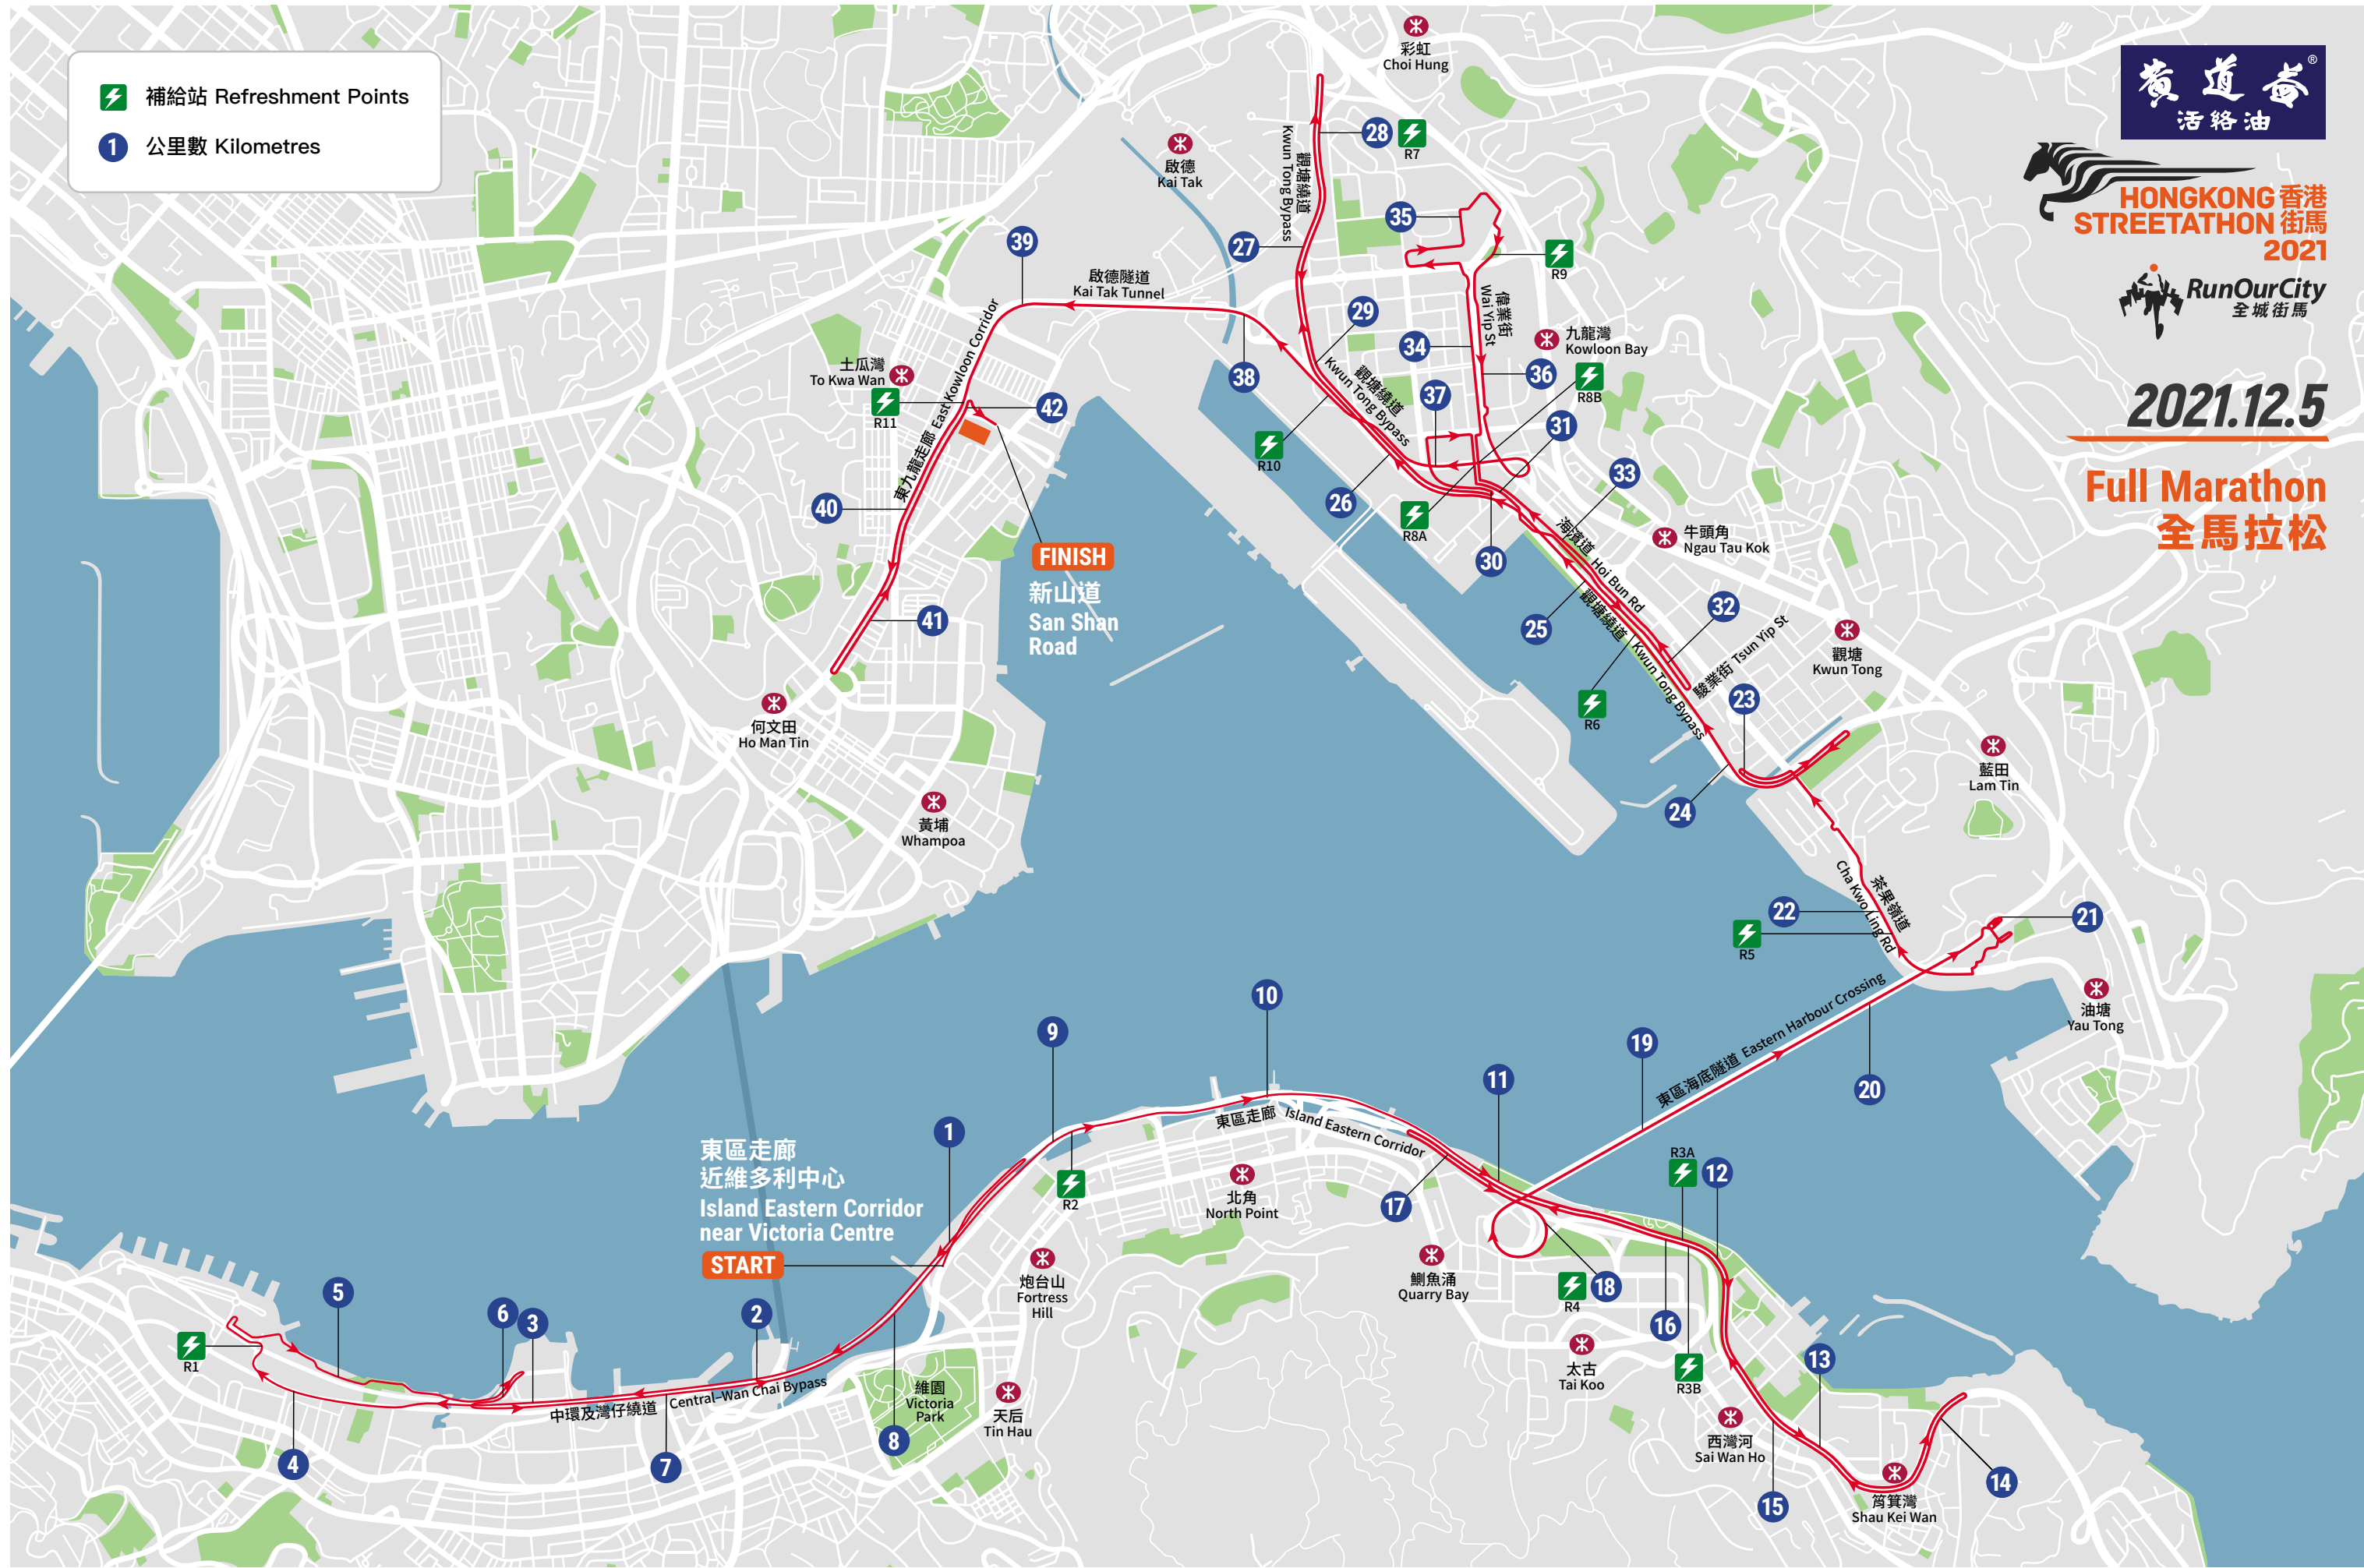 補給站 Refreshment Points
1 公里數 Kilometres
黃道益®
活絡油
HONGKONG 香港
STREETATHON 街馬
2021
RunOurCity
全城街馬
2021.12.5
Full Marathon
全馬拉松
彩虹
Choi Hung
28
R7
啟德
Kai Tak
觀塘繞道
Kwun Tong Bypass
35
27
R9
39
啟德隧道
Kai Tak Tunnel
偉業街
Wai Yip St
29
34
九龍灣
Kowloon Bay
36
R8B
38
37
觀塘繞道
Kwun Tong Bypass
土瓜灣
To Kwa Wan
R11
42
東九龍走廊 East Kowloon Corridor
31
R10
33
26
R8A
40
30
牛頭角
Ngau Tau Kok
海濱道 Hoi Bun Rd
FINISH
新山道
San Shan
Road
41
25
32
觀塘繞道 Kwun Tong Bypass
駿業街 Tsun Yip St
觀塘
Kwun Tong
R6
23
何文田
Ho Man Tin
藍田
Lam Tin
24
黃埔
Whampoa
茶果嶺道
Cha Kwo Ling Rd
22
21
R5
油塘
Yau Tong
東區海底隧道 Eastern Harbour Crossing
10
9
19
20
11
1
東區走廊 Island Eastern Corridor
東區走廊
近維多利中心
Island Eastern Corridor
near Victoria Centre
START
R2
北角
North Point
17
R3A
12
炮台山
Fortress
Hill
鰂魚涌
Quarry Bay
R4
18
5
6
3
2
R1
16
太古
Tai Koo
R3B
13
中環及灣仔繞道 Central–Wan Chai Bypass
維園
Victoria
Park
天后
Tin Hau
8
4
7
西灣河
Sai Wan Ho
15
14
筲箕灣
Shau Kei Wan